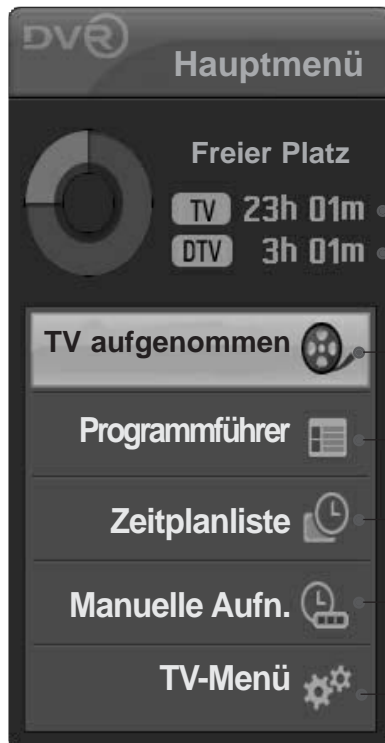 DVR
Hauptmenü
Freier Platz
TV 23h 01m
DTV 3h 01m
TV aufgenommen
Programmführer
Zeitplanliste
Manuelle Aufn.
TV-Menü